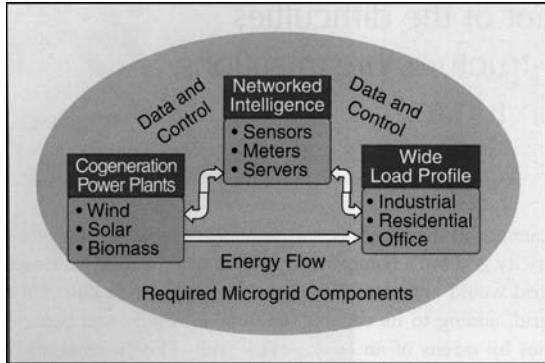 Networked
Intelligence
• Sensors
• Meters
• Servers
Data and
Control
Data and
Control
Cogeneration
Power Plants
• Wind
• Solar
• Biomass
Wide
Load Profile
• Industrial
• Residential
• Office
Energy Flow
Required Microgrid Components